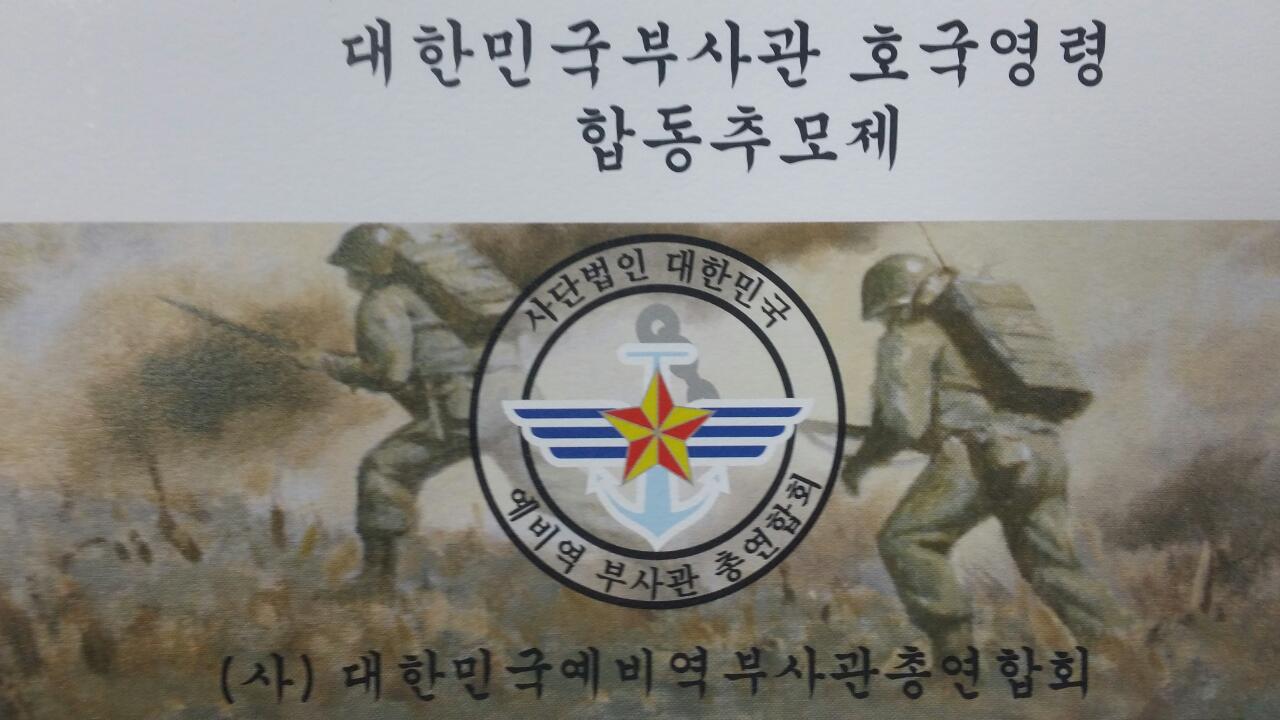 대한민국부사관 호국영령
합동추모제
사단법인 대한민국
예비역 부사관 총연합회
(사) 대한민국예비역부사관총연합회